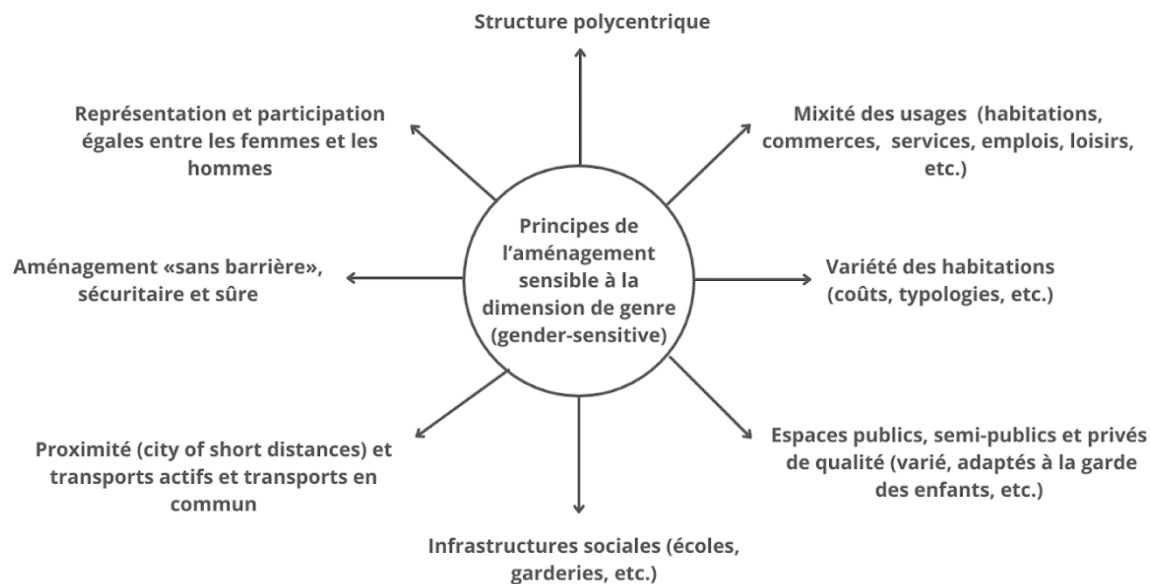 Structure polycentrique
Représentation et participation
égales entre les femmes et les
hommes
Mixité des usages (habitations,
commerces, services, emplois, loisirs,
etc.)
Principes de
l’aménagement
sensible à la
dimension de genre
(gender-sensitive)
Aménagement «sans barrière»,
sécuritaire et sûre
Variété des habitations
(coûts, typologies, etc.)
Proximité (city of short distances) et
transports actifs et transports en
commun
Espaces publics, semi-publics et privés
de qualité (varié, adaptés à la garde
des enfants, etc.)
Infrastructures sociales (écoles,
garderies, etc.)